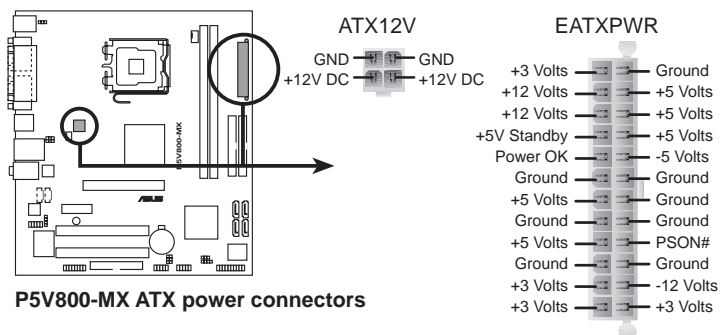 ATX12V
GND GND
+12V DC +12V DC
EATXPWR
+3 Volts Ground
+12 Volts +5 Volts
+12 Volts +5 Volts
+5V Standby +5 Volts
Power OK -5 Volts
Ground Ground
+5 Volts Ground
Ground Ground
+5 Volts PSON#
Ground Ground
+3 Volts -12 Volts
+3 Volts +3 Volts
P5V800-MX
ASUS
P5V800-MX ATX power connectors